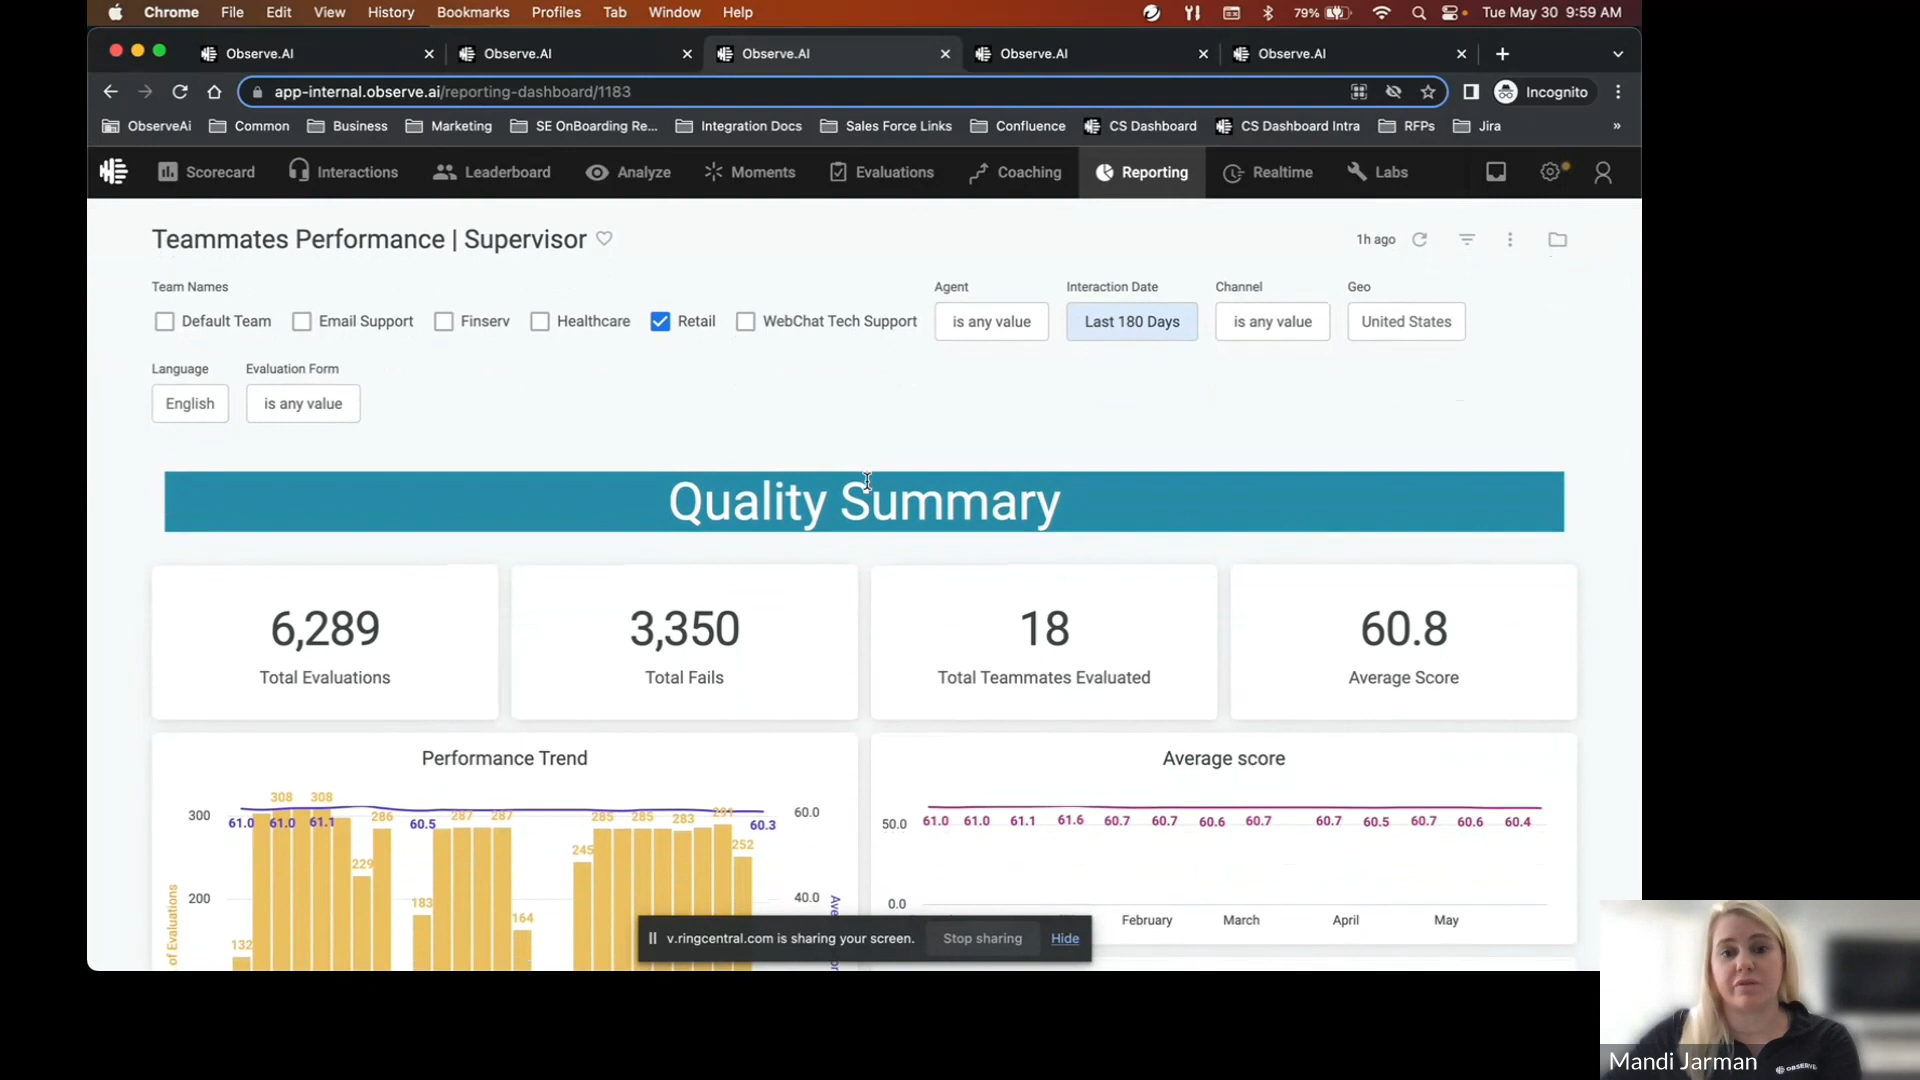 Chrome File Edit View History Bookmarks Profiles Tab Window Help 79% Tue May 30 9:59 AM
Observe.AI Observe.AI Observe.AI Observe.AI Observe.AI
app-internal.observe.ai/reporting-dashboard/1183 Incognito
ObserveAi Common Business Marketing SE OnBoarding Re... Integration Docs Sales Force Links Confluence CS Dashboard CS Dashboard Intra RFPs Jira »
Scorecard Interactions Leaderboard Analyze Moments Evaluations Coaching Reporting Realtime Labs
Teammates Performance | Supervisor 1h ago
Team Names Agent Interaction Date Channel Geo
Default Team Email Support Finserv Healthcare Retail WebChat Tech Support is any value Last 180 Days is any value United States
Language Evaluation Form
English is any value
Quality Summary
6,289 3,350 18 60.8
Total Evaluations Total Fails Total Teammates Evaluated Average Score
Performance Trend Average score
308 308
300 286 287 287 285 285 283 291 60.0
61.0 61.0 61.1 60.5 60.3
50.0 61.0 61.0 61.1 61.6 60.7 60.7 60.6 60.7 60.7 60.5 60.7 60.6 60.4
229 245 252
200 183 164 40.0 0.0
132
February March April May
of Evaluations
v.ringcentral.com is sharing your screen. Stop sharing Hide
Mandi Jarman
OBSERVE